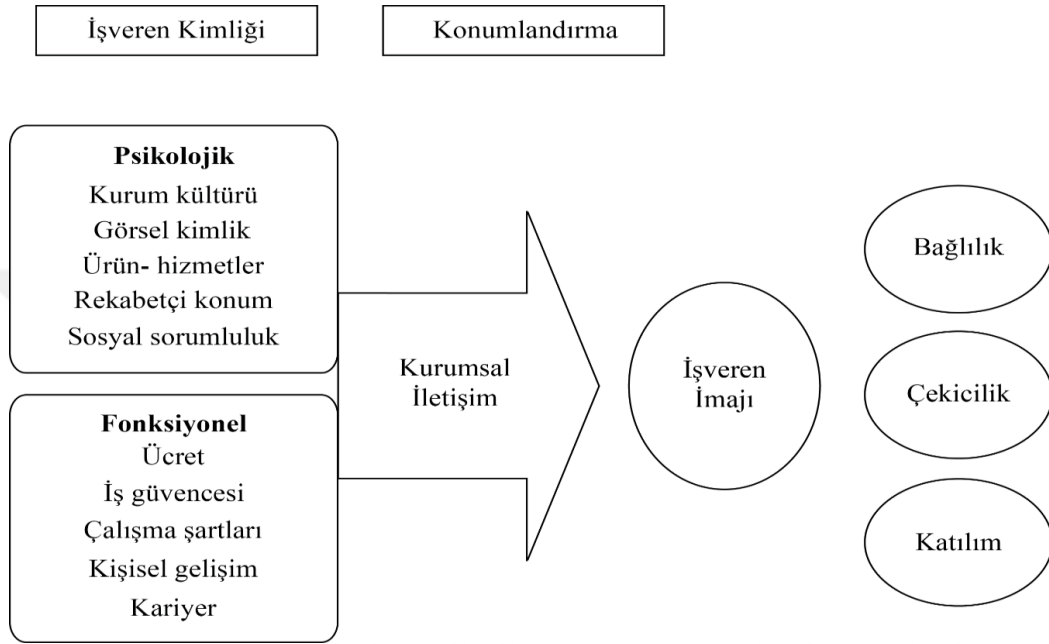 İşveren Kimliği
Konumlandırma
Psikolojik
Kurum kültürü
Görsel kimlik
Ürün- hizmetler
Rekabetçi konum
Sosyal sorumluluk
Fonksiyonel
Ücret
İş güvencesi
Çalışma şartları
Kişisel gelişim
Kariyer
Kurumsal
İletişim
İşveren
İmajı
Bağlılık
Çekicilik
Katılım